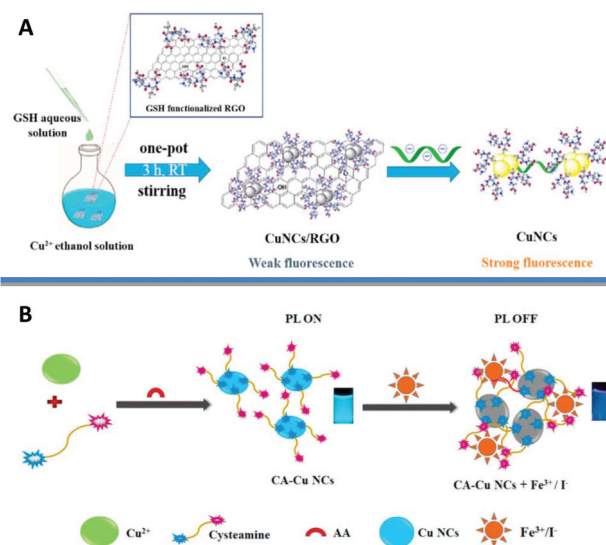 A
GSH functionalized RGO
GSH aqueous
solution
one-pot
3 h, RT
stirring
OH
Cu²⁺ ethanol solution
CuNCs/RGO
CuNCs
Weak fluorescence
Strong fluorescence
B
PL ON
PL OFF
AA
CA-Cu NCs
CA-Cu NCs + Fe³⁺/ I⁻
Cu²⁺
Cysteamine
AA
Cu NCs
Fe³⁺/I⁻